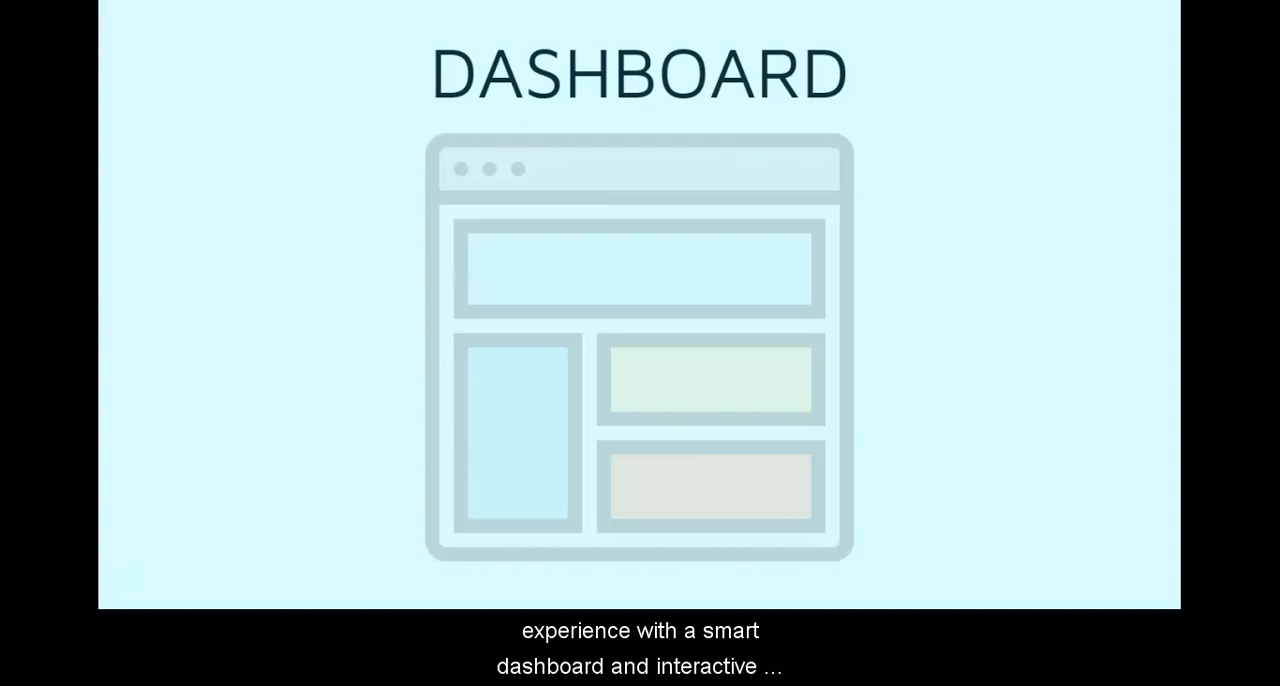 DASHBOARD
experience with a smart
dashboard and interactive ...